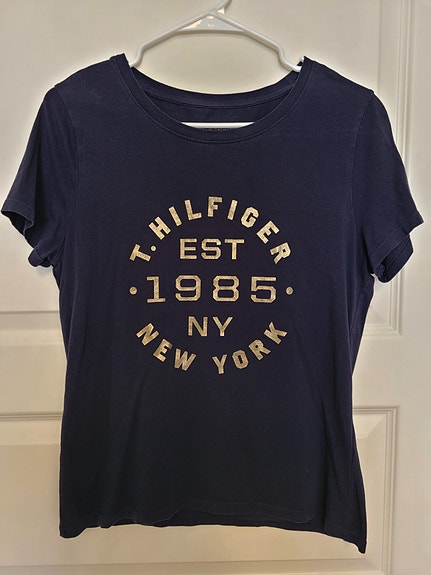 T. HILFIGER
EST
· 1985 ·
NY
NEW YORK